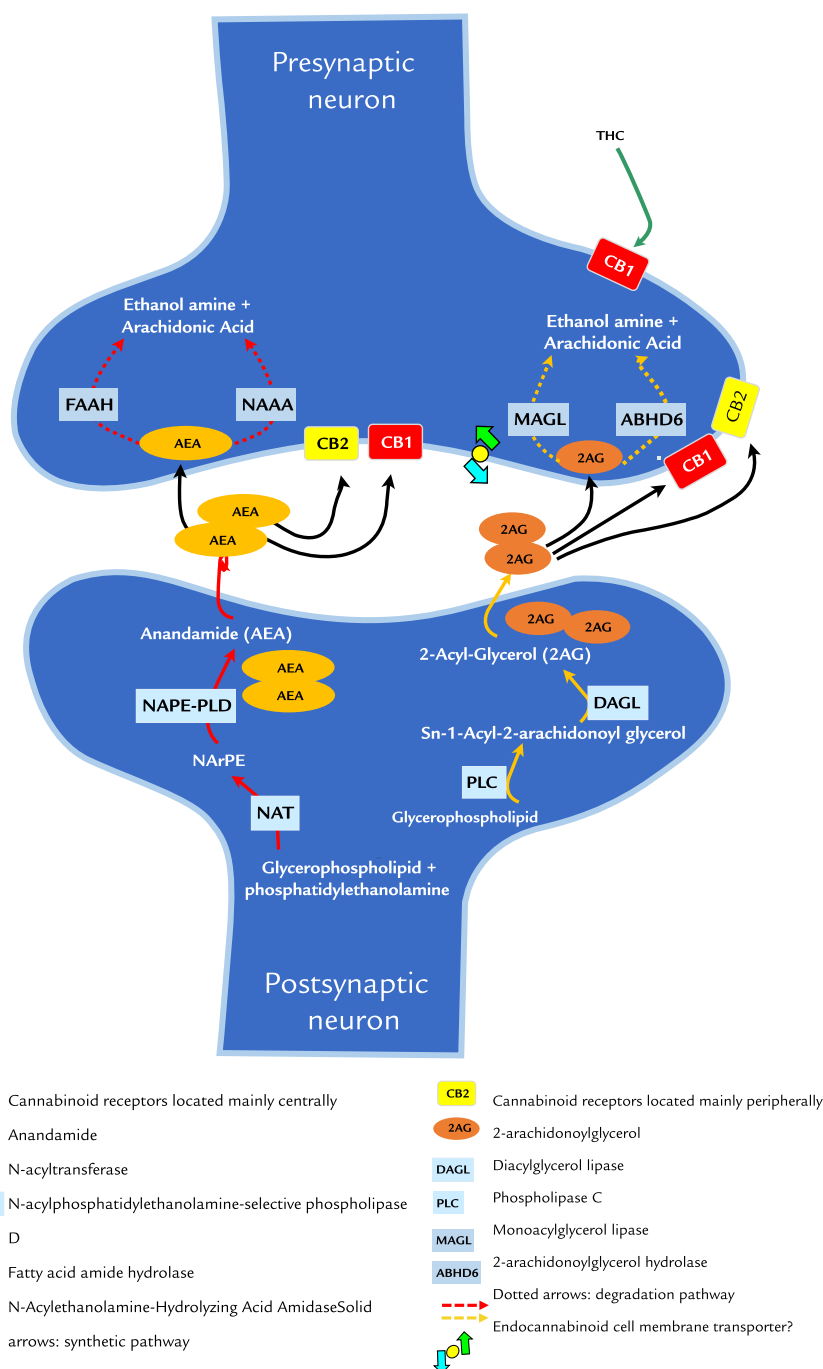 Presynaptic
neuron
THC
CB1
Ethanol amine +
Arachidonic Acid
Ethanol amine +
Arachidonic Acid
FAAH
NAAA
MAGL
ABHD6
CB2
AEA
CB2
CB1
2AG
CB1
AEA
AEA
2AG
2AG
Anandamide (AEA)
2AG
2AG
2-Acyl-Glycerol (2AG)
AEA
AEA
NAPE-PLD
DAGL
Sn-1-Acyl-2-arachidonoyl glycerol
NArPE
PLC
NAT
Glycerophospholipid
Glycerophospholipid +
phosphatidylethanolamine
Postsynaptic
neuron
Cannabinoid receptors located mainly centrally
Anandamide
N-acyltransferase
N-acylphosphatidylethanolamine-selective phospholipase
D
Fatty acid amide hydrolase
N-Acylethanolamine-Hydrolyzing Acid AmidaseSolid
arrows: synthetic pathway
CB2 Cannabinoid receptors located mainly peripherally
2AG 2-arachidonoylglycerol
DAGL Diacylglycerol lipase
PLC Phospholipase C
MAGL Monoacylglycerol lipase
ABHD6 2-arachidonoylglycerol hydrolase
Dotted arrows: degradation pathway
Endocannabinoid cell membrane transporter?